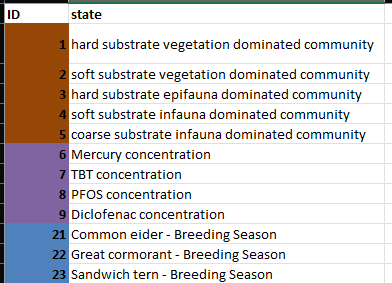 ID state
1 hard substrate vegetation dominated community
2 soft substrate vegetation dominated community
3 hard substrate epifauna dominated community
4 soft substrate infauna dominated community
5 coarse substrate infauna dominated community
6 Mercury concentration
7 TBT concentration
8 PFOS concentration
9 Diclofenac concentration
21 Common eider - Breeding Season
22 Great cormorant - Breeding Season
23 Sandwich tern - Breeding Season